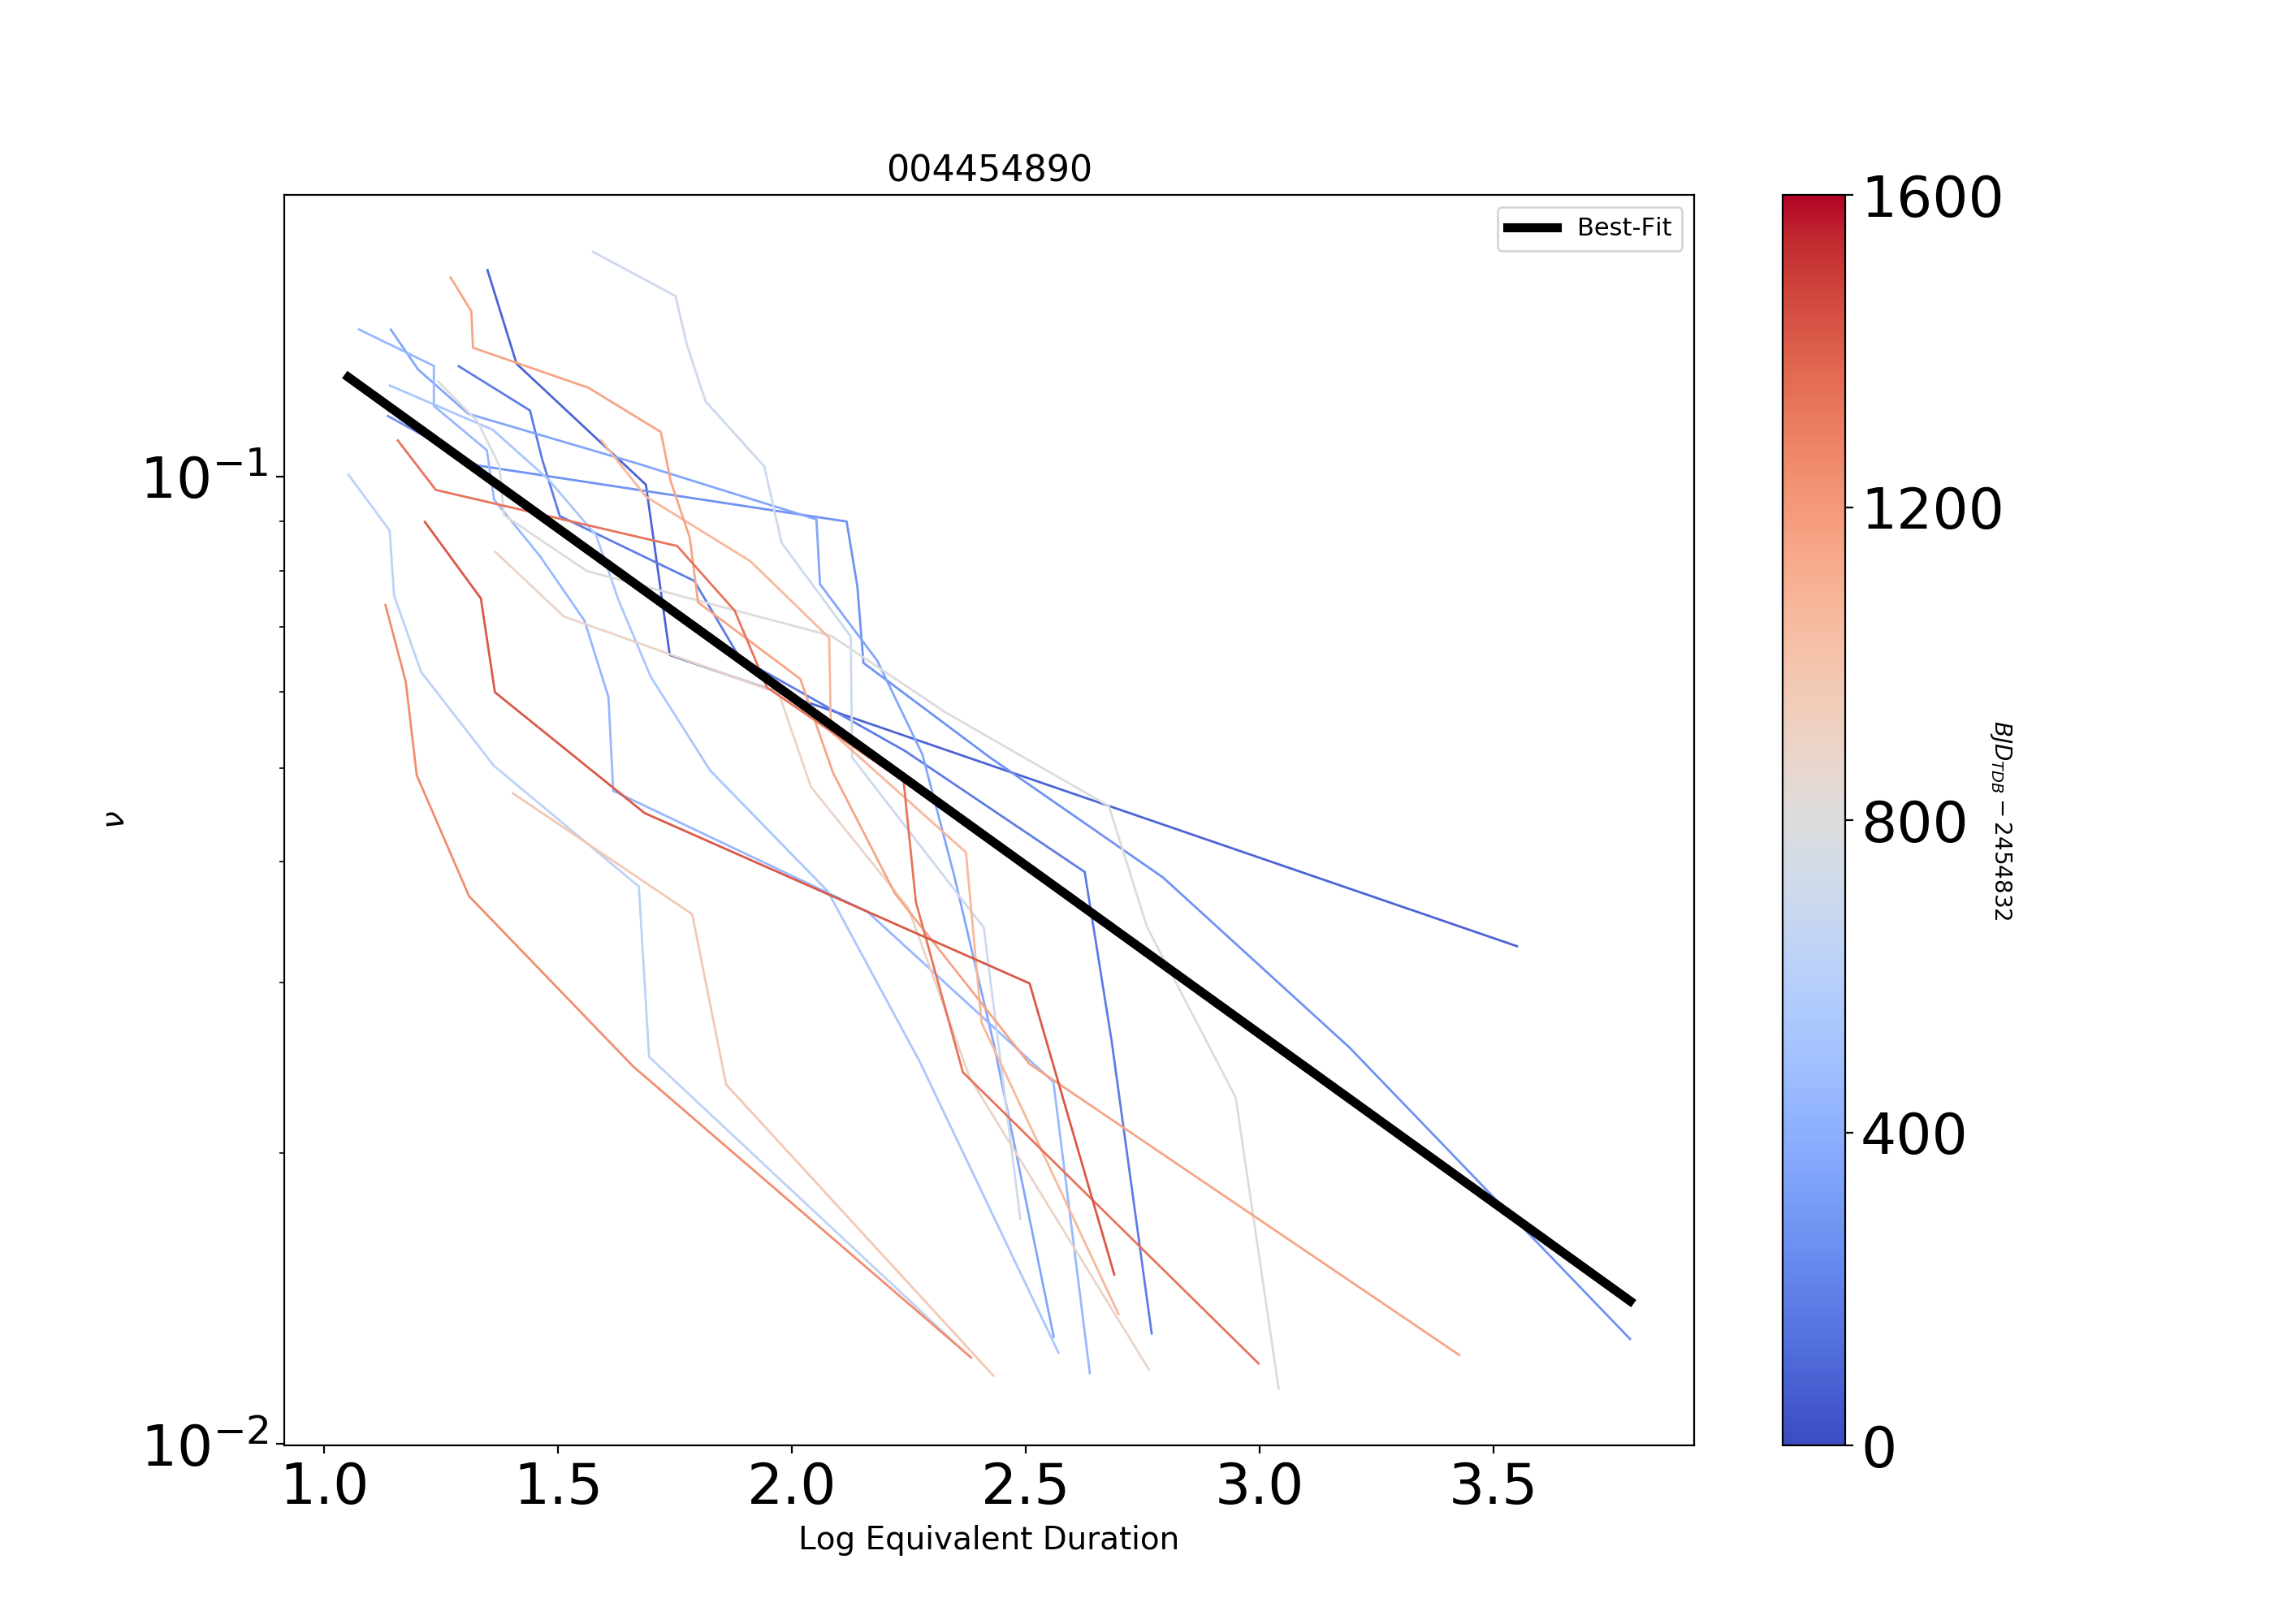 004454890
Best-Fit
10⁻¹
10⁻²
ν
1.0 1.5 2.0 2.5 3.0 3.5
Log Equivalent Duration
1600
1200
800
400
0
BJD_TDB − 2454832